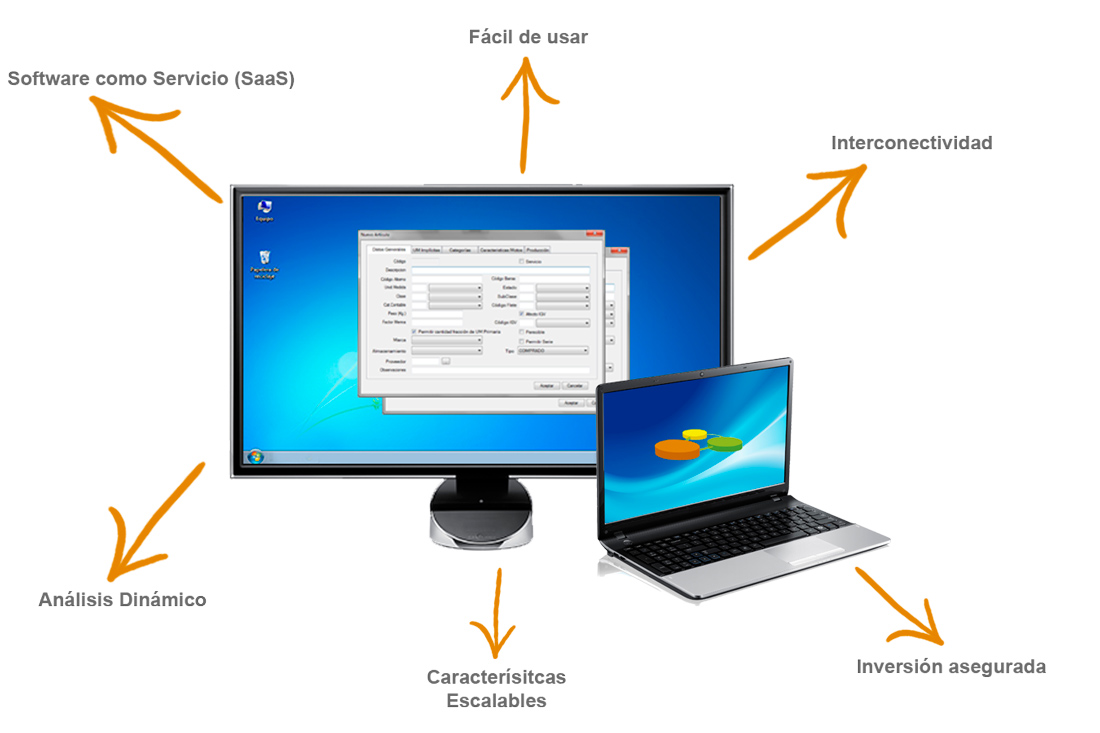 Fácil de usar
Software como Servicio (SaaS)
Interconectividad
Equipo
Papelera de
reciclaje
Nuevo Artículo
Datos Generales UM Implícitas Categorías Características Mixtas Producción
Código
Servicio
Descripción
Código Alterno
Código Barras
Unid Medida
Estado
Clase
SubClase
Cat.Contable
Código Flete
Peso (Kg.)
Afecto IGV
Factor Merma
Código IGV
Permitir cantidad fracción de UM Primaria
Perecible
Marca
Permitir Serie
Almacenamiento
Tipo COMPRADO
Proveedor
...
Observaciones
Aceptar Cancelar
Aceptar
Análisis Dinámico
Caracterísitcas
Escalables
Inversión asegurada